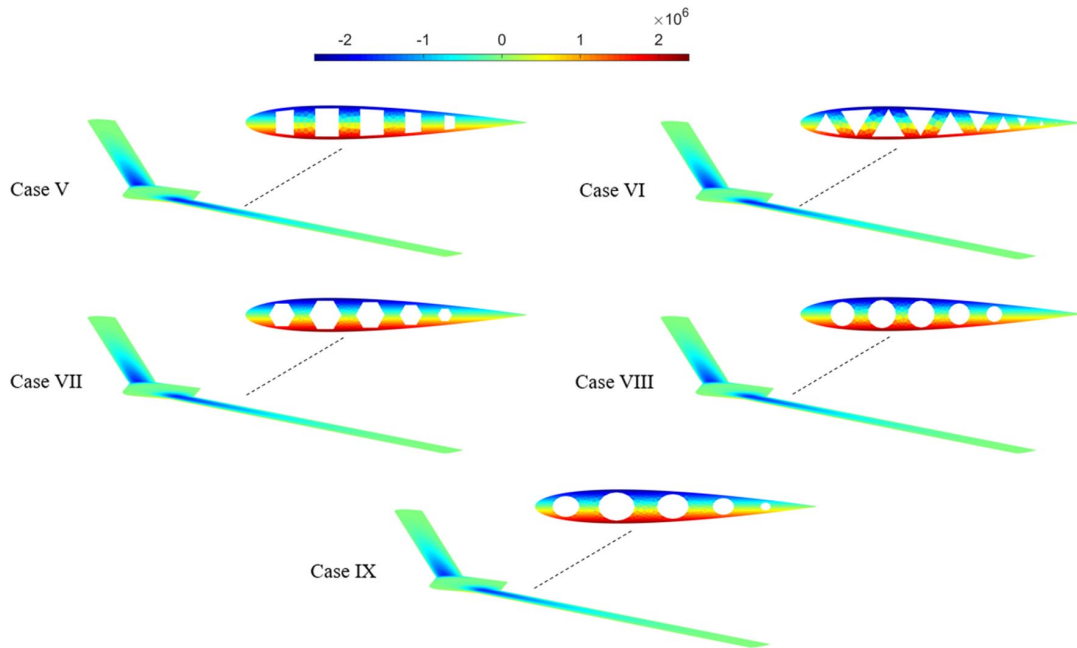 ×10⁶
-2 -1 0 1 2
Case V
Case VI
Case VII
Case VIII
Case IX